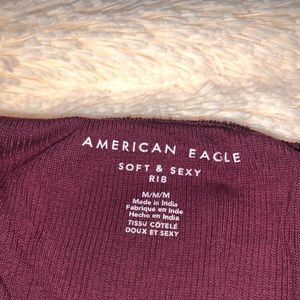 AMERICAN EAGLE
SOFT & SEXY
RIB
M/M/M
Made in India
Fabriqué en Inde
Hecho en India
TISSU CÔTELÉ
DOUX ET SEXY